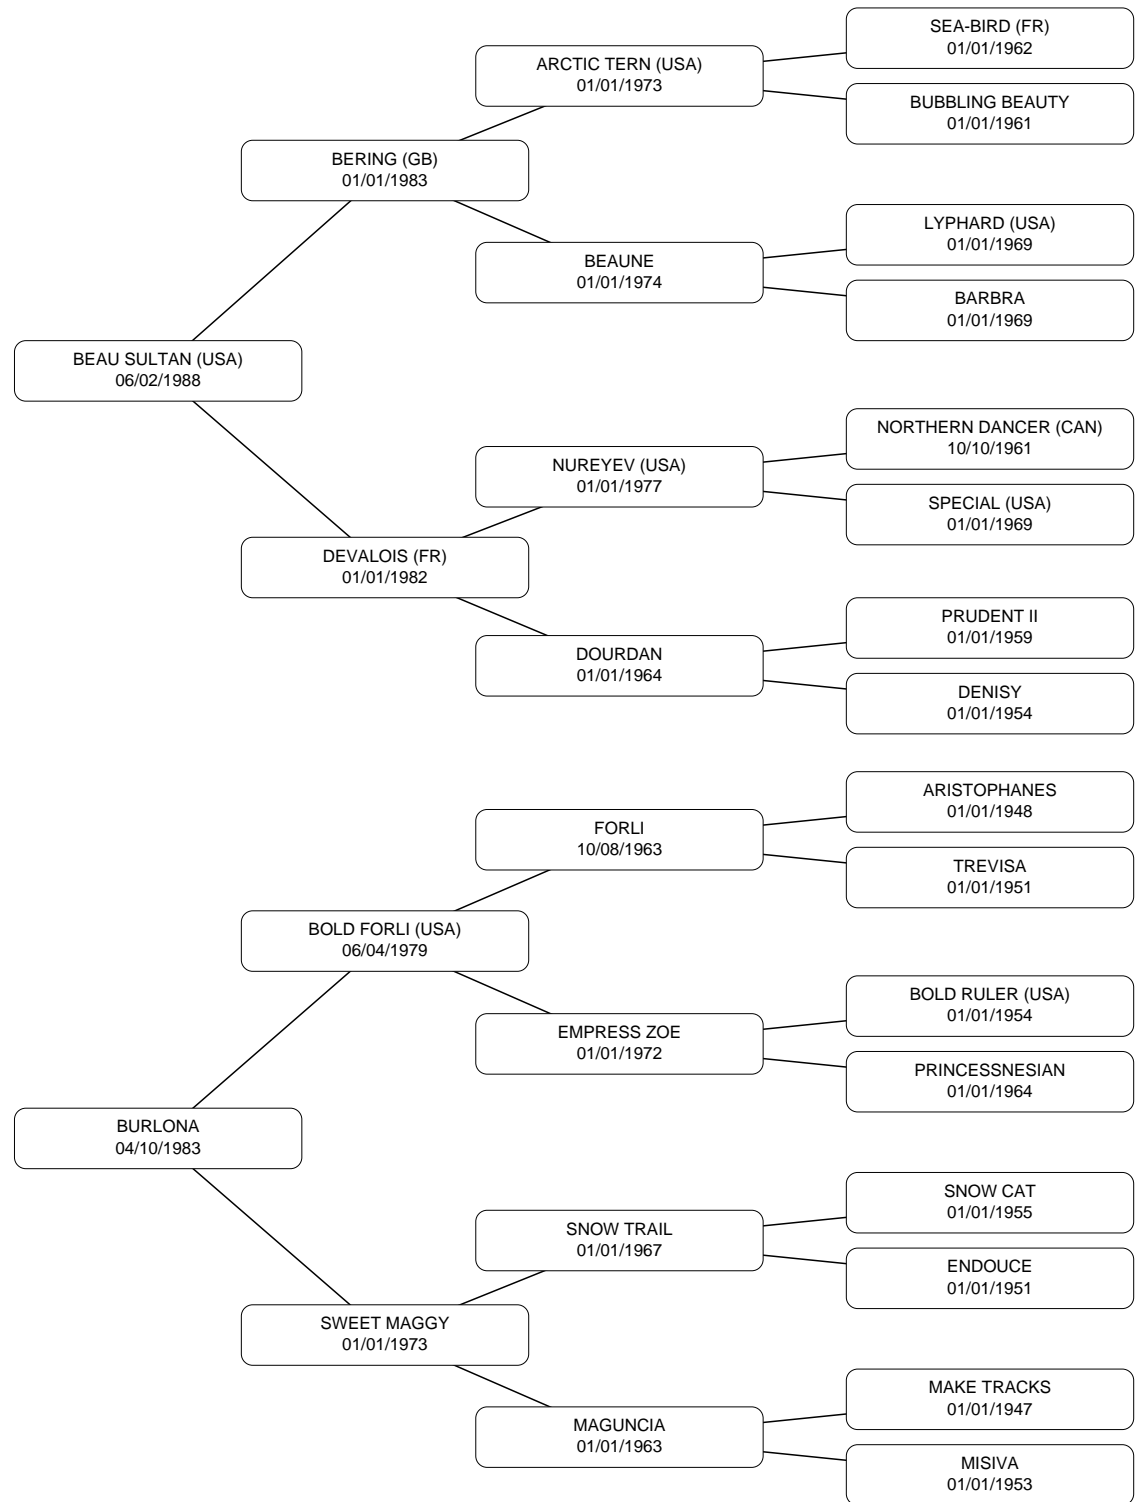 SEA-BIRD (FR)
01/01/1962
ARCTIC TERN (USA)
01/01/1973
BUBBLING BEAUTY
01/01/1961
BERING (GB)
01/01/1983
LYPHARD (USA)
01/01/1969
BEAUNE
01/01/1974
BARBRA
01/01/1969
BEAU SULTAN (USA)
06/02/1988
NORTHERN DANCER (CAN)
10/10/1961
NUREYEV (USA)
01/01/1977
SPECIAL (USA)
01/01/1969
DEVALOIS (FR)
01/01/1982
PRUDENT II
01/01/1959
DOURDAN
01/01/1964
DENISY
01/01/1954
ARISTOPHANES
01/01/1948
FORLI
10/08/1963
TREVISA
01/01/1951
BOLD FORLI (USA)
06/04/1979
BOLD RULER (USA)
01/01/1954
EMPRESS ZOE
01/01/1972
PRINCESSNESIAN
01/01/1964
BURLONA
04/10/1983
SNOW CAT
01/01/1955
SNOW TRAIL
01/01/1967
ENDOUCE
01/01/1951
SWEET MAGGY
01/01/1973
MAKE TRACKS
01/01/1947
MAGUNCIA
01/01/1963
MISIVA
01/01/1953